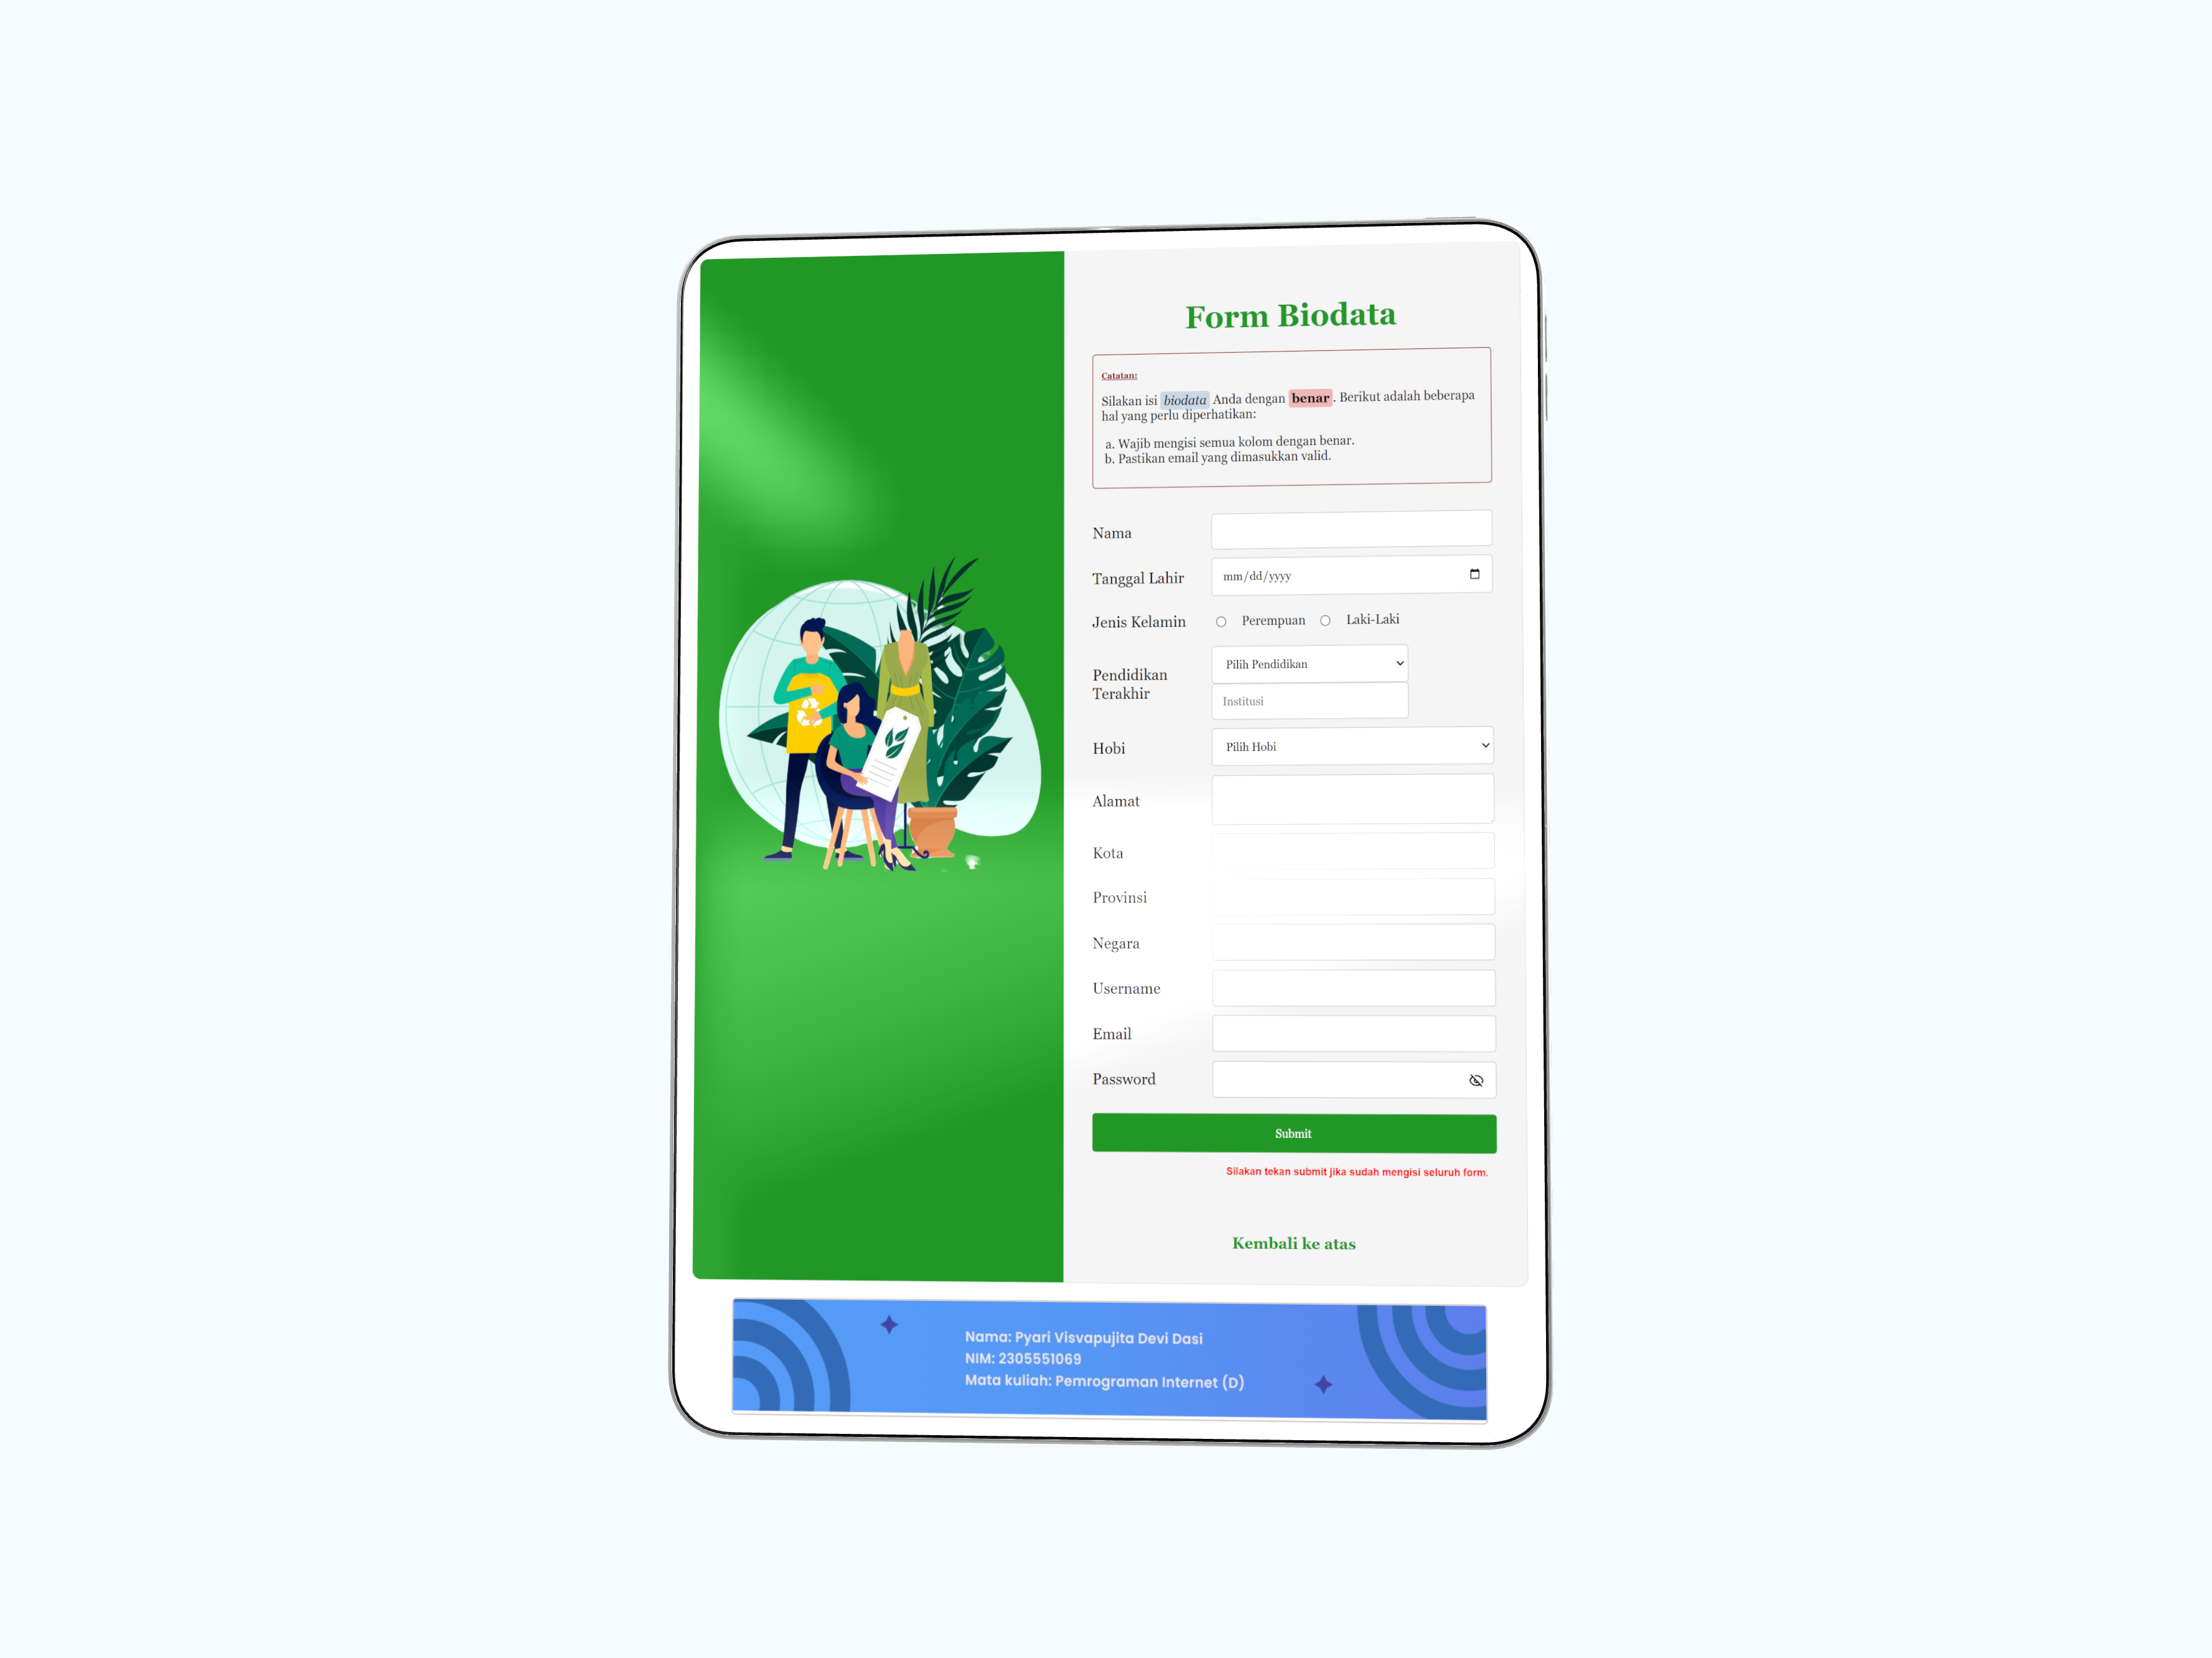 Form Biodata
Catatan:
Silakan isi biodata Anda dengan benar. Berikut adalah beberapa
hal yang perlu diperhatikan:
a. Wajib mengisi semua kolom dengan benar.
b. Pastikan email yang dimasukkan valid.
Nama
Tanggal Lahir mm/dd/yyyy
Jenis Kelamin Perempuan Laki-Laki
Pendidikan
Terakhir
Pilih Pendidikan
Institusi
Hobi Pilih Hobi
Alamat
Kota
Provinsi
Negara
Username
Email
Password
Submit
Silakan tekan submit jika sudah mengisi seluruh form.
Kembali ke atas
Nama: Pyari Visvapujita Devi Dasi
NIM: 2305551069
Mata kuliah: Pemrograman Internet (D)